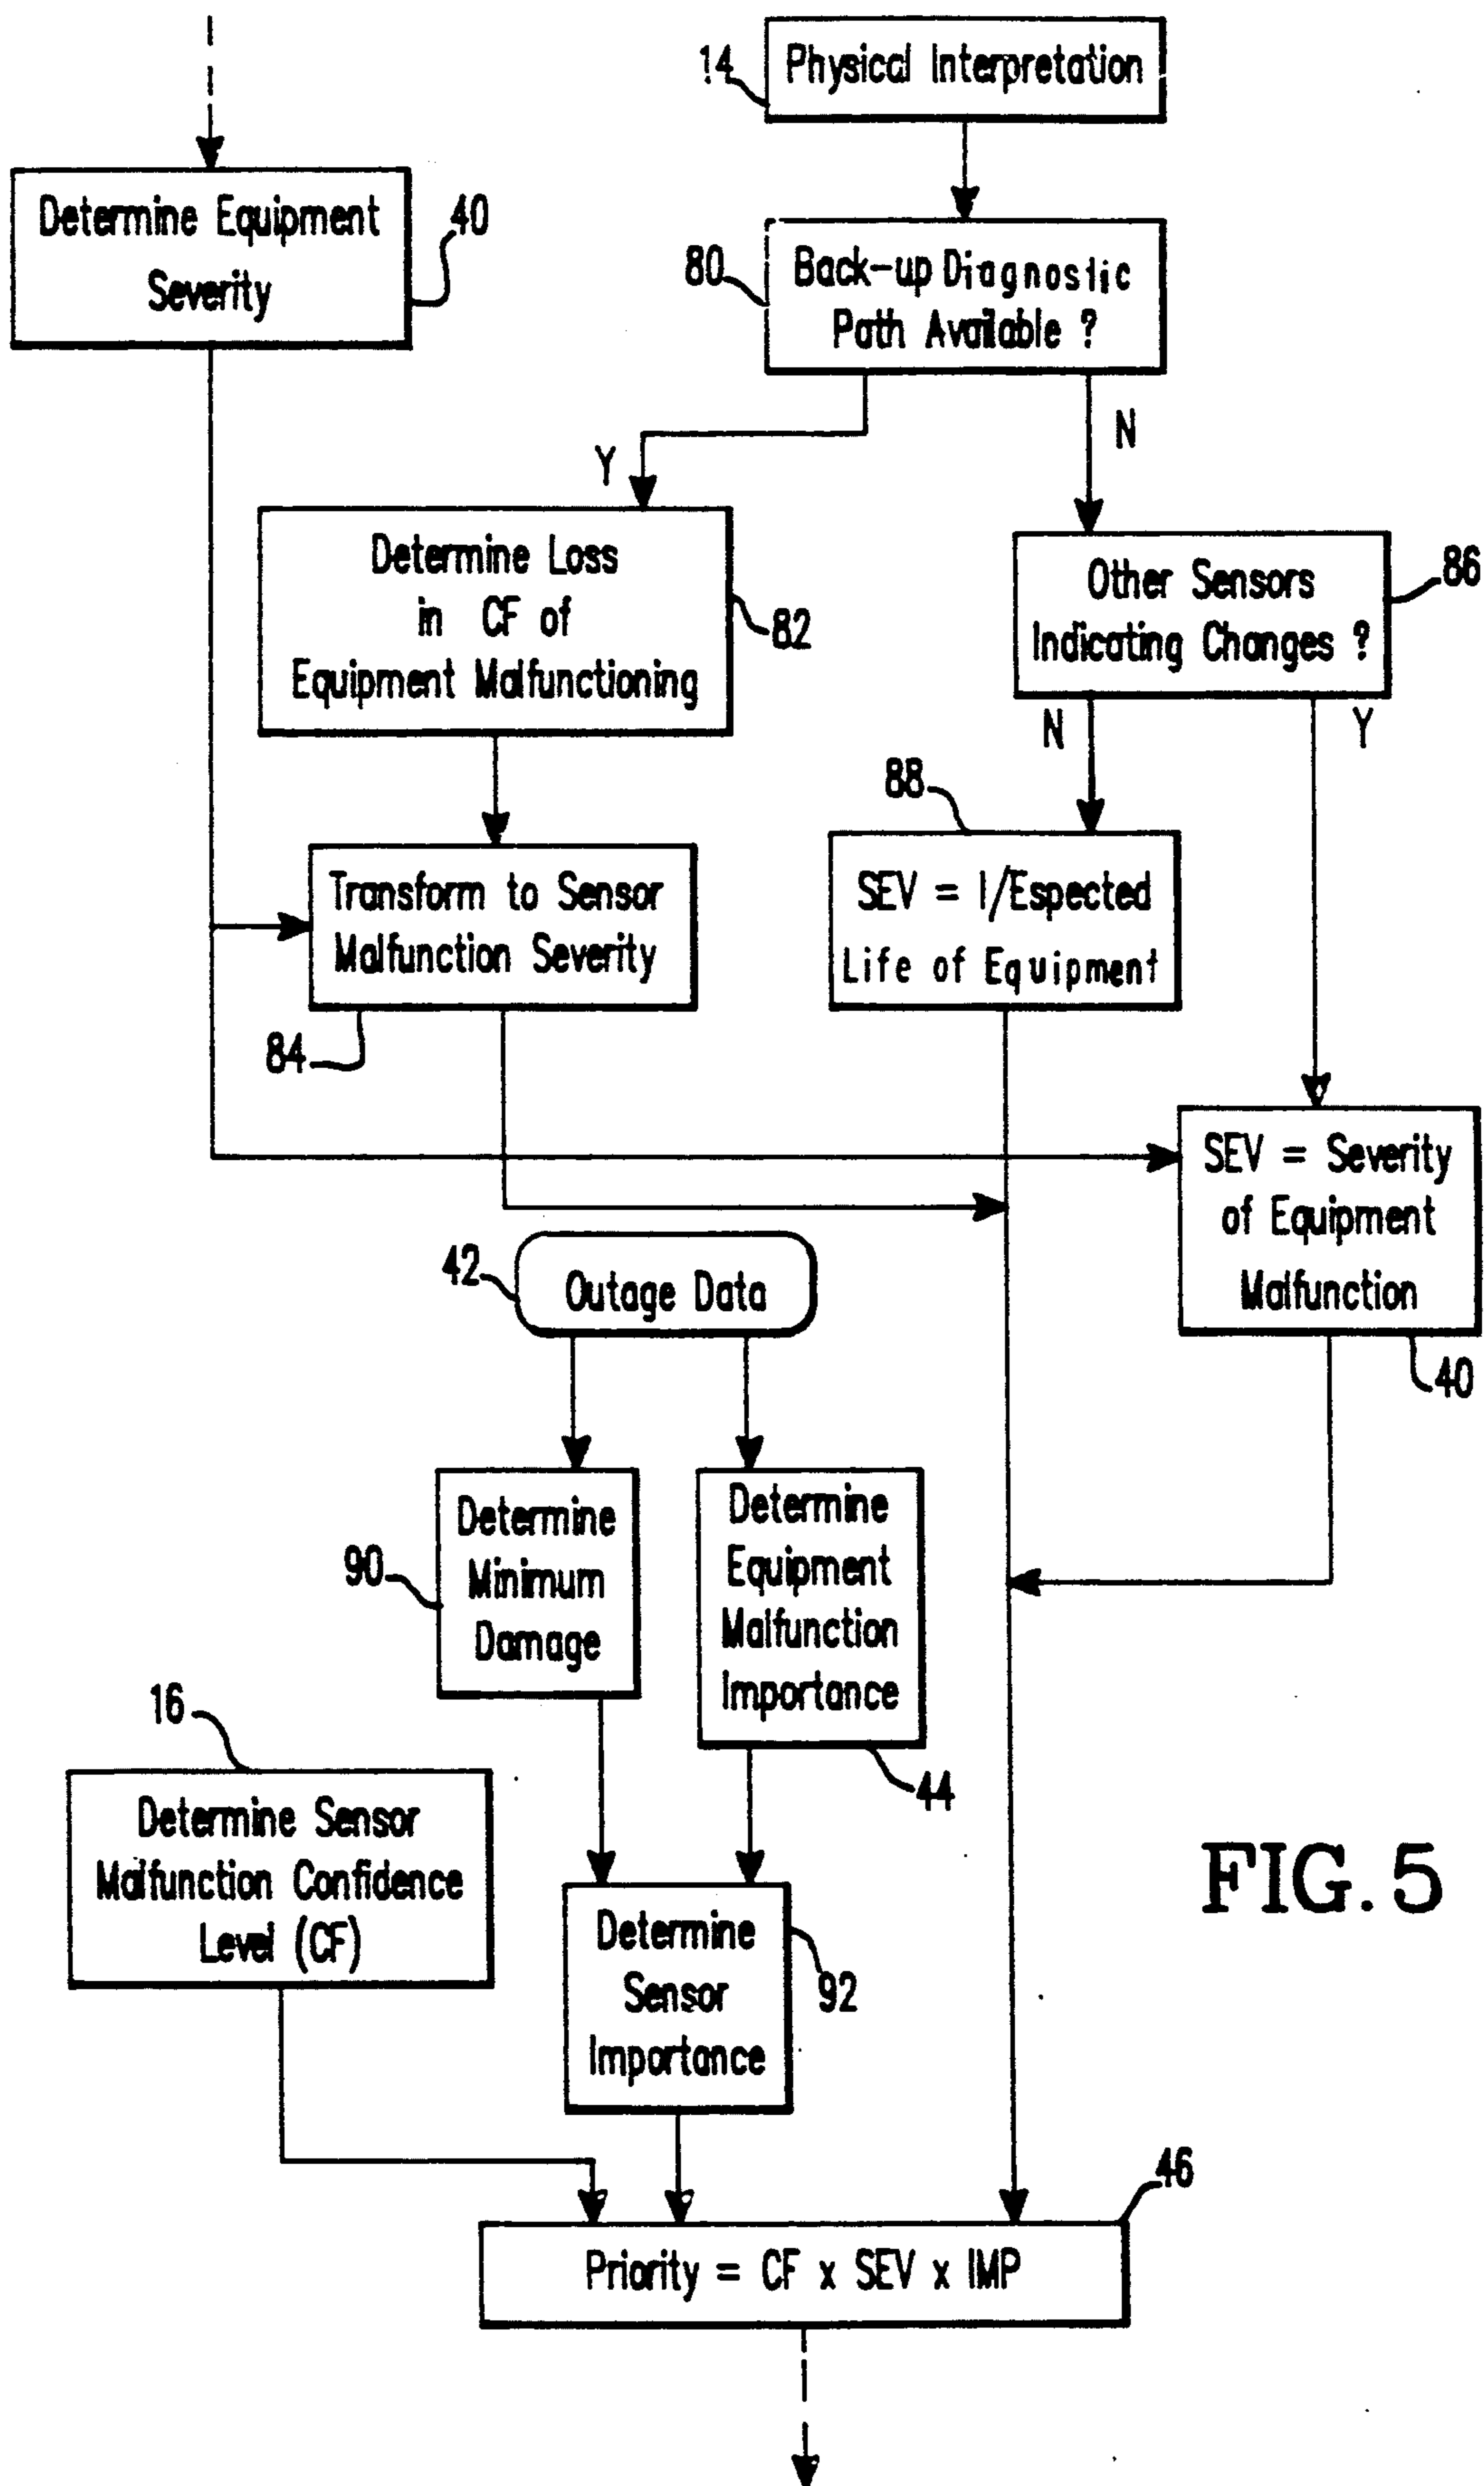 14
Physical Interpretation
Determine Equipment
Severity
40
80
Back-up Diagnostic
Path Available ?
Y
N
Determine Loss
in CF of
Equipment Malfunctioning
82
Other Sensors
Indicating Changes ?
86
N
Y
88
Transform to Sensor
Malfunction Severity
84
SEV = 1/Espected
Life of Equipment
SEV = Severity
of Equipment
Malfunction
40
42
Outage Data
90
Determine
Minimum
Damage
Determine
Equipment
Malfunction
Importance
44
16
Determine Sensor
Malfunction Confidence
Level (CF)
Determine
Sensor
Importance
92
FIG. 5
46
Priority = CF x SEV x IMP